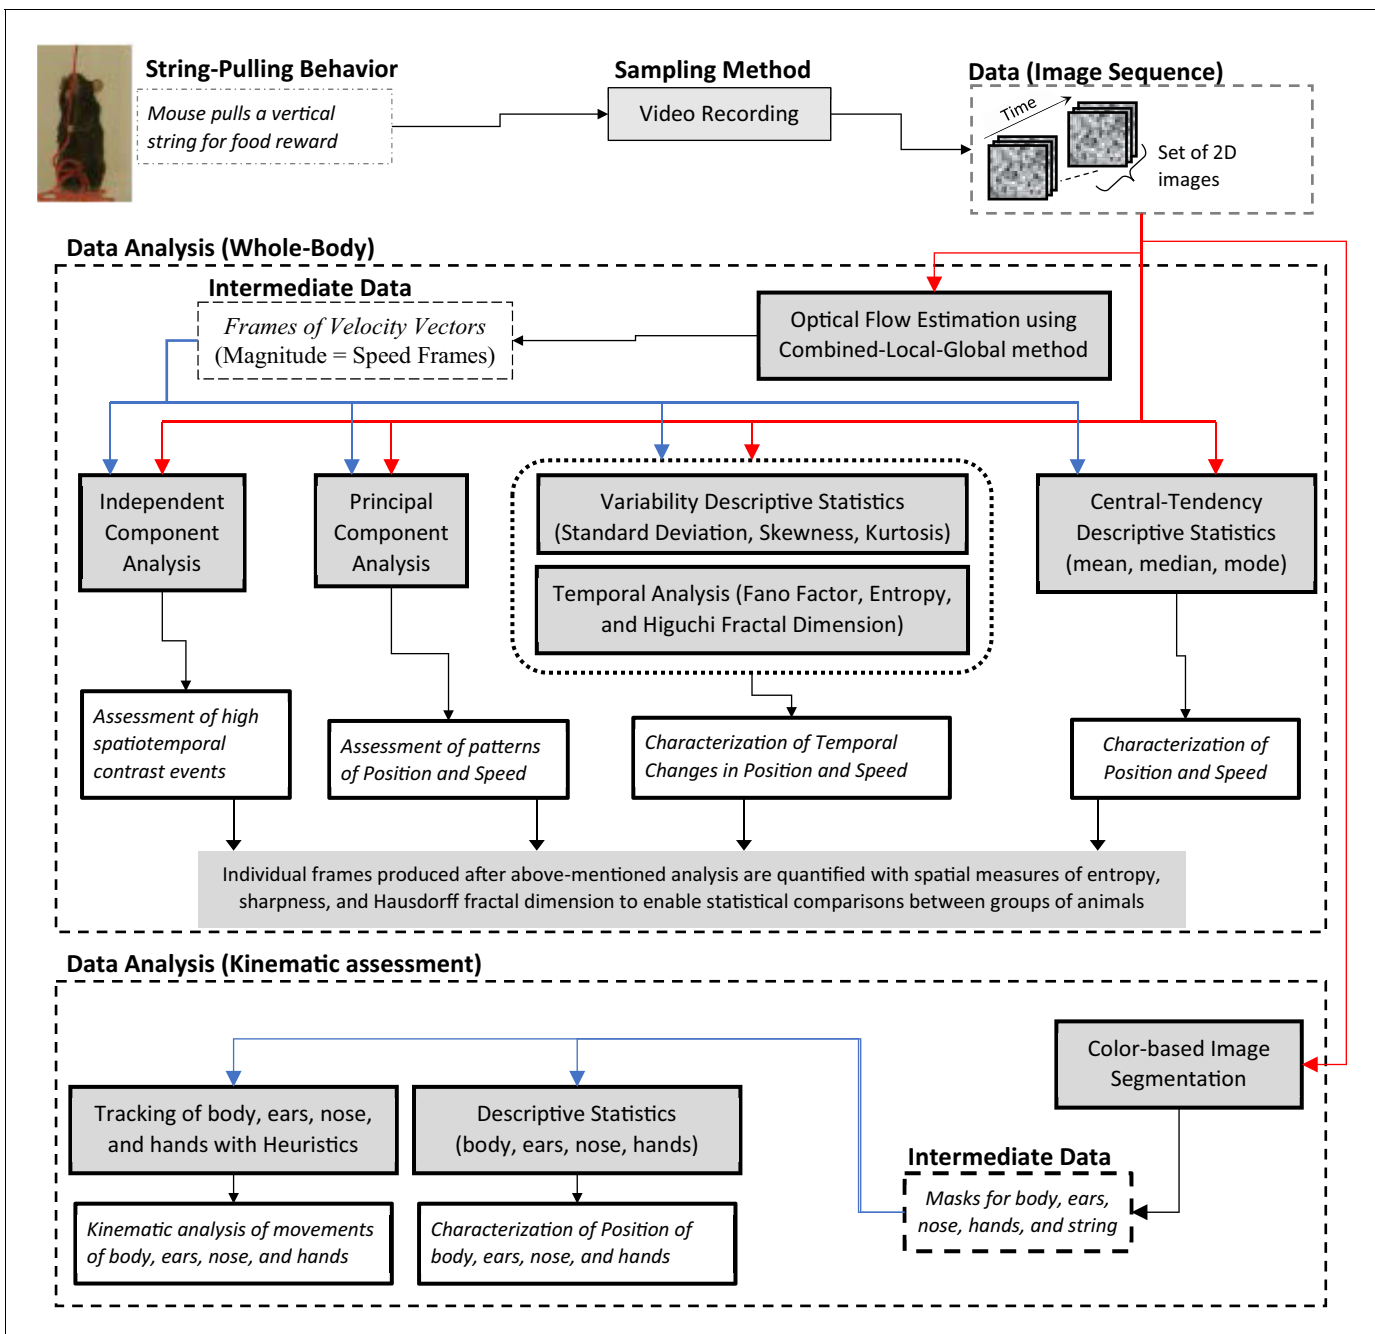 String-Pulling Behavior
Mouse pulls a vertical
string for food reward
Sampling Method
Video Recording
Data (Image Sequence)
Time
Set of 2D
images
Data Analysis (Whole-Body)
Intermediate Data
Frames of Velocity Vectors
(Magnitude = Speed Frames)
Optical Flow Estimation using
Combined-Local-Global method
Independent
Component
Analysis
Principal
Component
Analysis
Variability Descriptive Statistics
(Standard Deviation, Skewness, Kurtosis)
Temporal Analysis (Fano Factor, Entropy,
and Higuchi Fractal Dimension)
Central-Tendency
Descriptive Statistics
(mean, median, mode)
Assessment of high
spatiotemporal
contrast events
Assessment of patterns
of Position and Speed
Characterization of Temporal
Changes in Position and Speed
Characterization of
Position and Speed
Individual frames produced after above-mentioned analysis are quantified with spatial measures of entropy,
sharpness, and Hausdorff fractal dimension to enable statistical comparisons between groups of animals
Data Analysis (Kinematic assessment)
Color-based Image
Segmentation
Tracking of body, ears, nose,
and hands with Heuristics
Descriptive Statistics
(body, ears, nose, hands)
Intermediate Data
Masks for body, ears,
nose, hands, and string
Kinematic analysis of movements
of body, ears, nose, and hands
Characterization of Position of
body, ears, nose, and hands